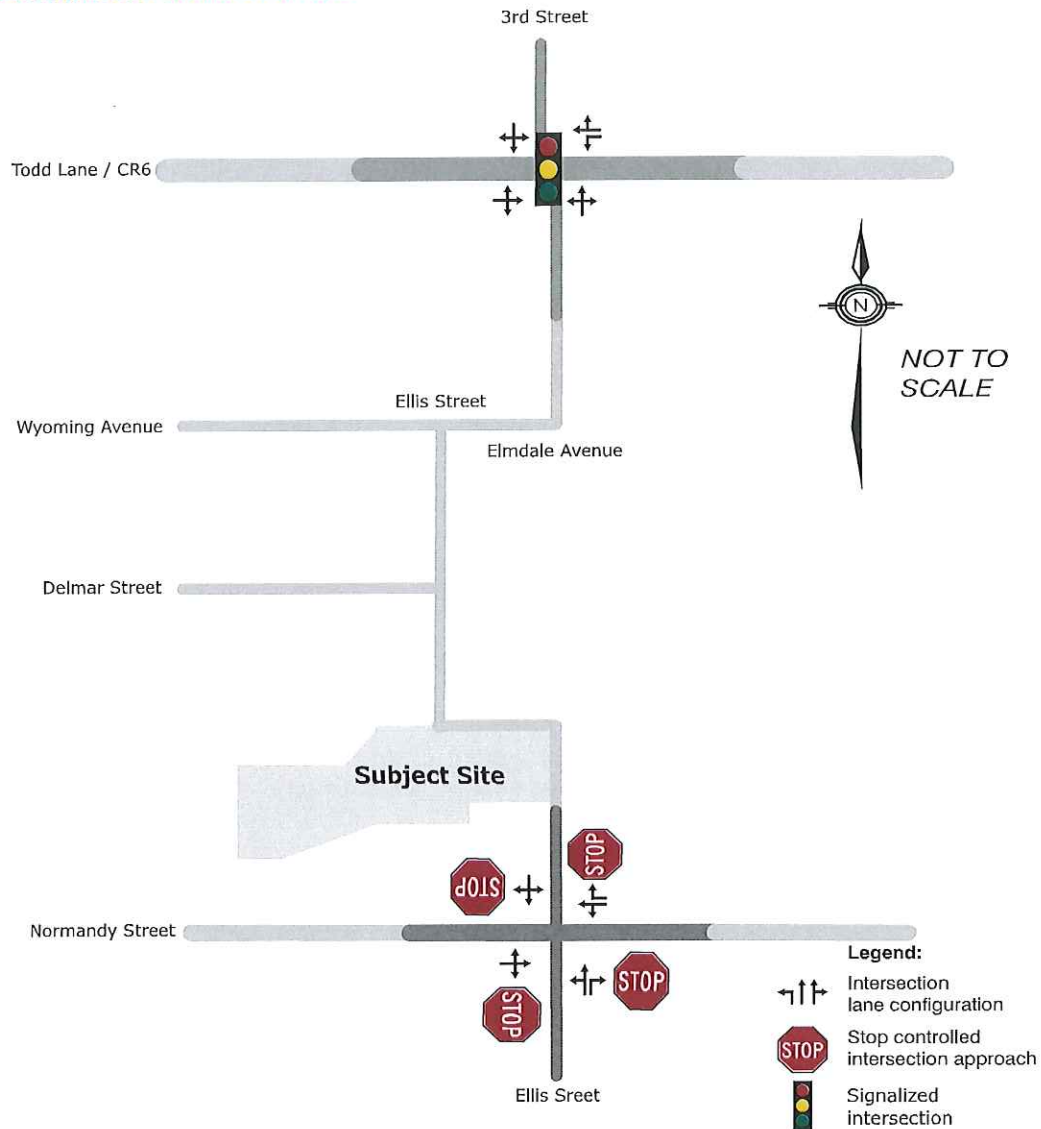 3rd Street
Todd Lane / CR6
N
NOT TO
SCALE
Ellis Street
Wyoming Avenue
Elmdale Avenue
Delmar Street
Subject Site
STOP
STOP
Normandy Street
STOP
STOP
Ellis Sreet
Legend:
Intersection
lane configuration
STOP
Stop controlled
intersection approach
Signalized
intersection